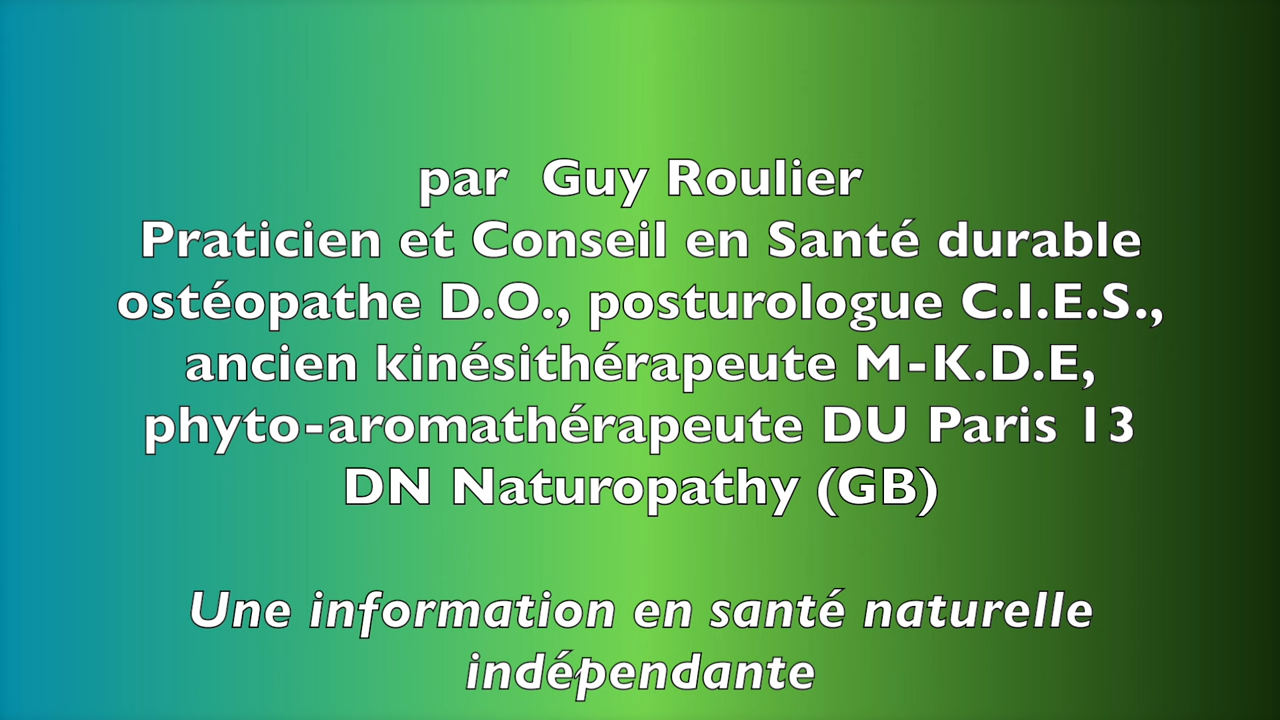 par  Guy Roulier
Praticien et Conseil en Santé durable
ostéopathe D.O., posturologue C.I.E.S.,
ancien kinésithérapeute M-K.D.E,
phyto-aromathérapeute DU Paris 13
DN Naturopathy (GB)
Une information en santé naturelle
indépendante